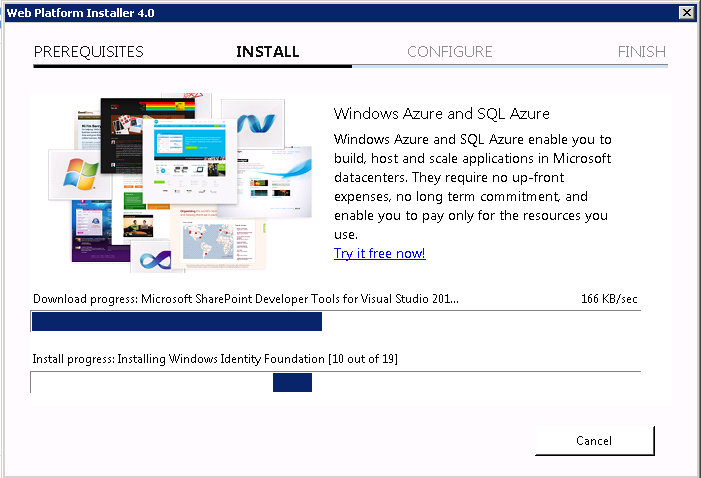 Web Platform Installer 4.0
PREREQUISITES INSTALL CONFIGURE FINISH
Windows Azure and SQL Azure
Windows Azure and SQL Azure enable you to
build, host and scale applications in Microsoft
datacenters. They require no up-front
expenses, no long term commitment, and
enable you to pay only for the resources you
use.
Try it free now!
Download progress: Microsoft SharePoint Developer Tools for Visual Studio 201... 166 KB/sec
Install progress: Installing Windows Identity Foundation [10 out of 19]
Cancel